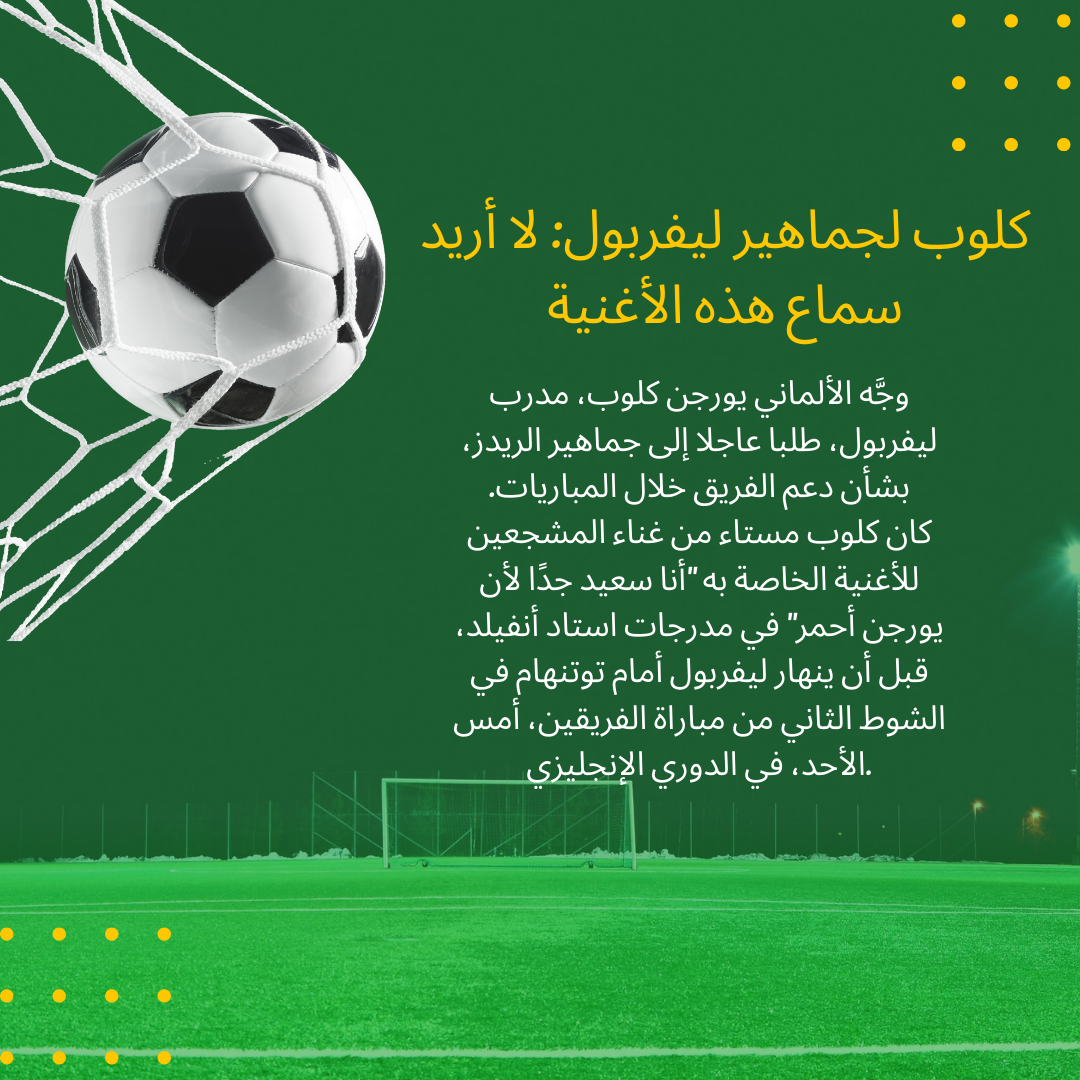 كلوب لجماهير ليفربول: لا أريد
سماع هذه الأغنية
وجَّه الألماني يورجن كلوب، مدرب
ليفربول، طلبا عاجلا إلى جماهير الريدز،
بشأن دعم الفريق خلال المباريات.
كان كلوب مستاء من غناء المشجعين
للأغنية الخاصة به "أنا سعيد جدًا لأن
يورجن أحمر" في مدرجات استاد أنفيلد،
قبل أن ينهار ليفربول أمام توتنهام في
الشوط الثاني من مباراة الفريقين، أمس
.الأحد، في الدوري الإنجليزي